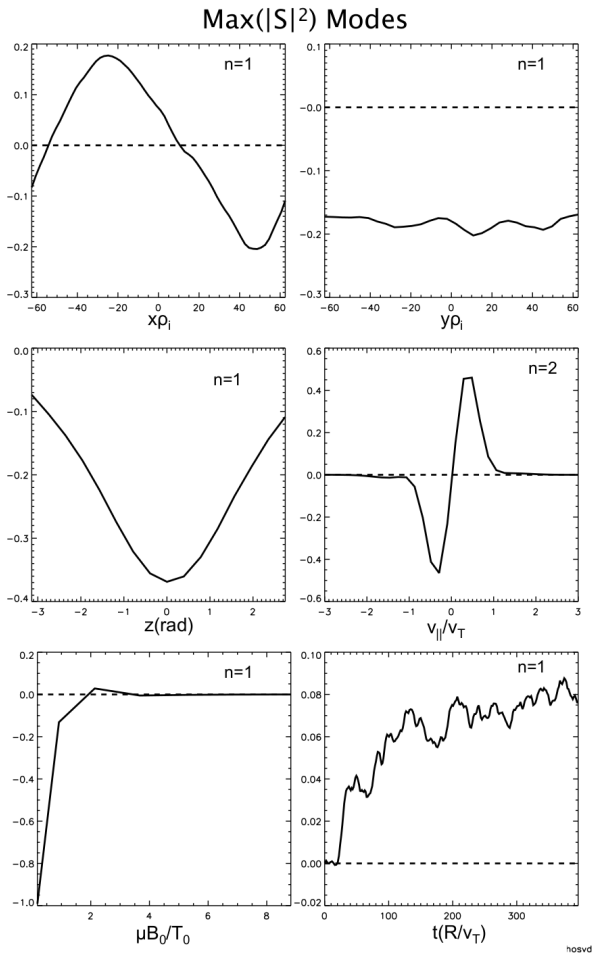 Max(|S|²) Modes
n=1
0.2
0.1
0.0
−0.1
−0.2
−0.3
−60 −40 −20 0 20 40 60
xρᵢ
n=1
0.1
−0.0
−0.1
−0.2
−0.3
−60 −40 −20 0 20 40 60
yρᵢ
n=1
0.0
−0.1
−0.2
−0.3
−0.4
−3 −2 −1 0 1 2
z(rad)
n=2
0.6
0.4
0.2
0.0
−0.2
−0.4
−0.6
−3 −2 −1 0 1 2 3
v||/vT
n=1
0.2
0.0
−0.2
−0.4
−0.6
−0.8
−1.0
2 4 6 8
μB₀/T₀
n=1
0.10
0.08
0.06
0.04
0.02
0.00
−0.02
0 100 200 300
t(R/vT)
hosvd